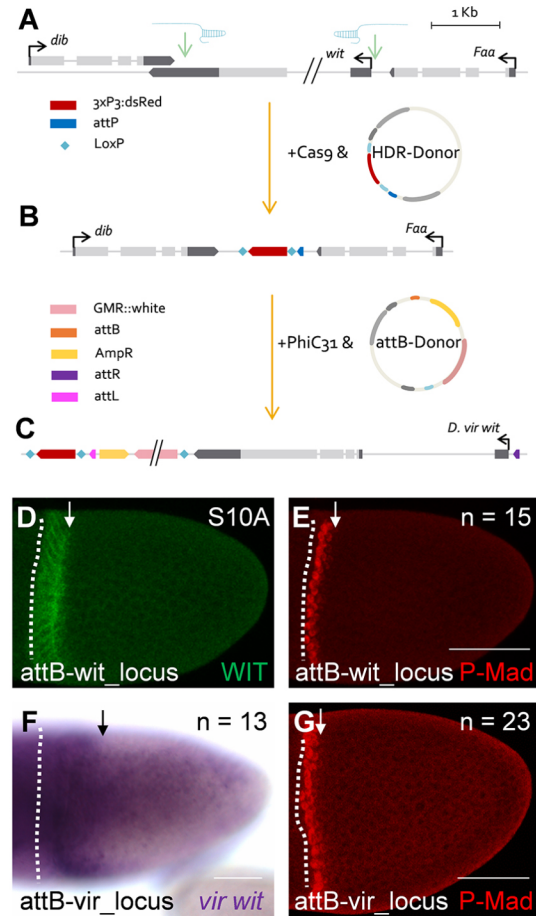 A
1 Kb
dib
wit
Faa
3xP3:dsRed
attP
LoxP
+Cas9 &
HDR-Donor
B
dib
Faa
GMR::white
attB
AmpR
attR
attL
+PhiC31 &
attB-Donor
C
D. vir wit
D
S10A
attB-wit_locus
WIT
E
n = 15
attB-wit_locus
P-Mad
F
n = 13
attB-vir_locus
vir wit
G
n = 23
attB-vir_locus
P-Mad